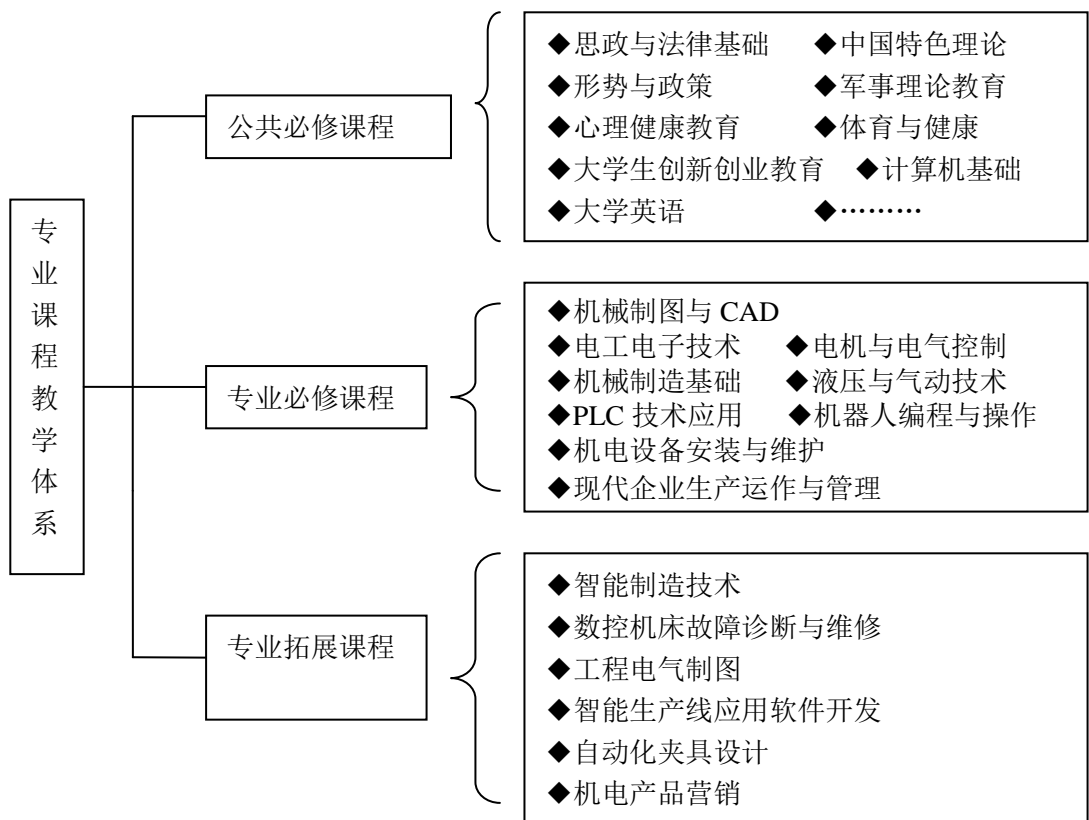 专业课程教学体系
公共必修课程
◆思政与法律基础 ◆中国特色理论
◆形势与政策 ◆军事理论教育
◆心理健康教育 ◆体育与健康
◆大学生创新创业教育 ◆计算机基础
◆大学英语 ◆………
专业必修课程
◆机械制图与 CAD
◆电工电子技术 ◆电机与电气控制
◆机械制造基础 ◆液压与气动技术
◆PLC 技术应用 ◆机器人编程与操作
◆机电设备安装与维护
◆现代企业生产运作与管理
专业拓展课程
◆智能制造技术
◆数控机床故障诊断与维修
◆工程电气制图
◆智能生产线应用软件开发
◆自动化夹具设计
◆机电产品营销